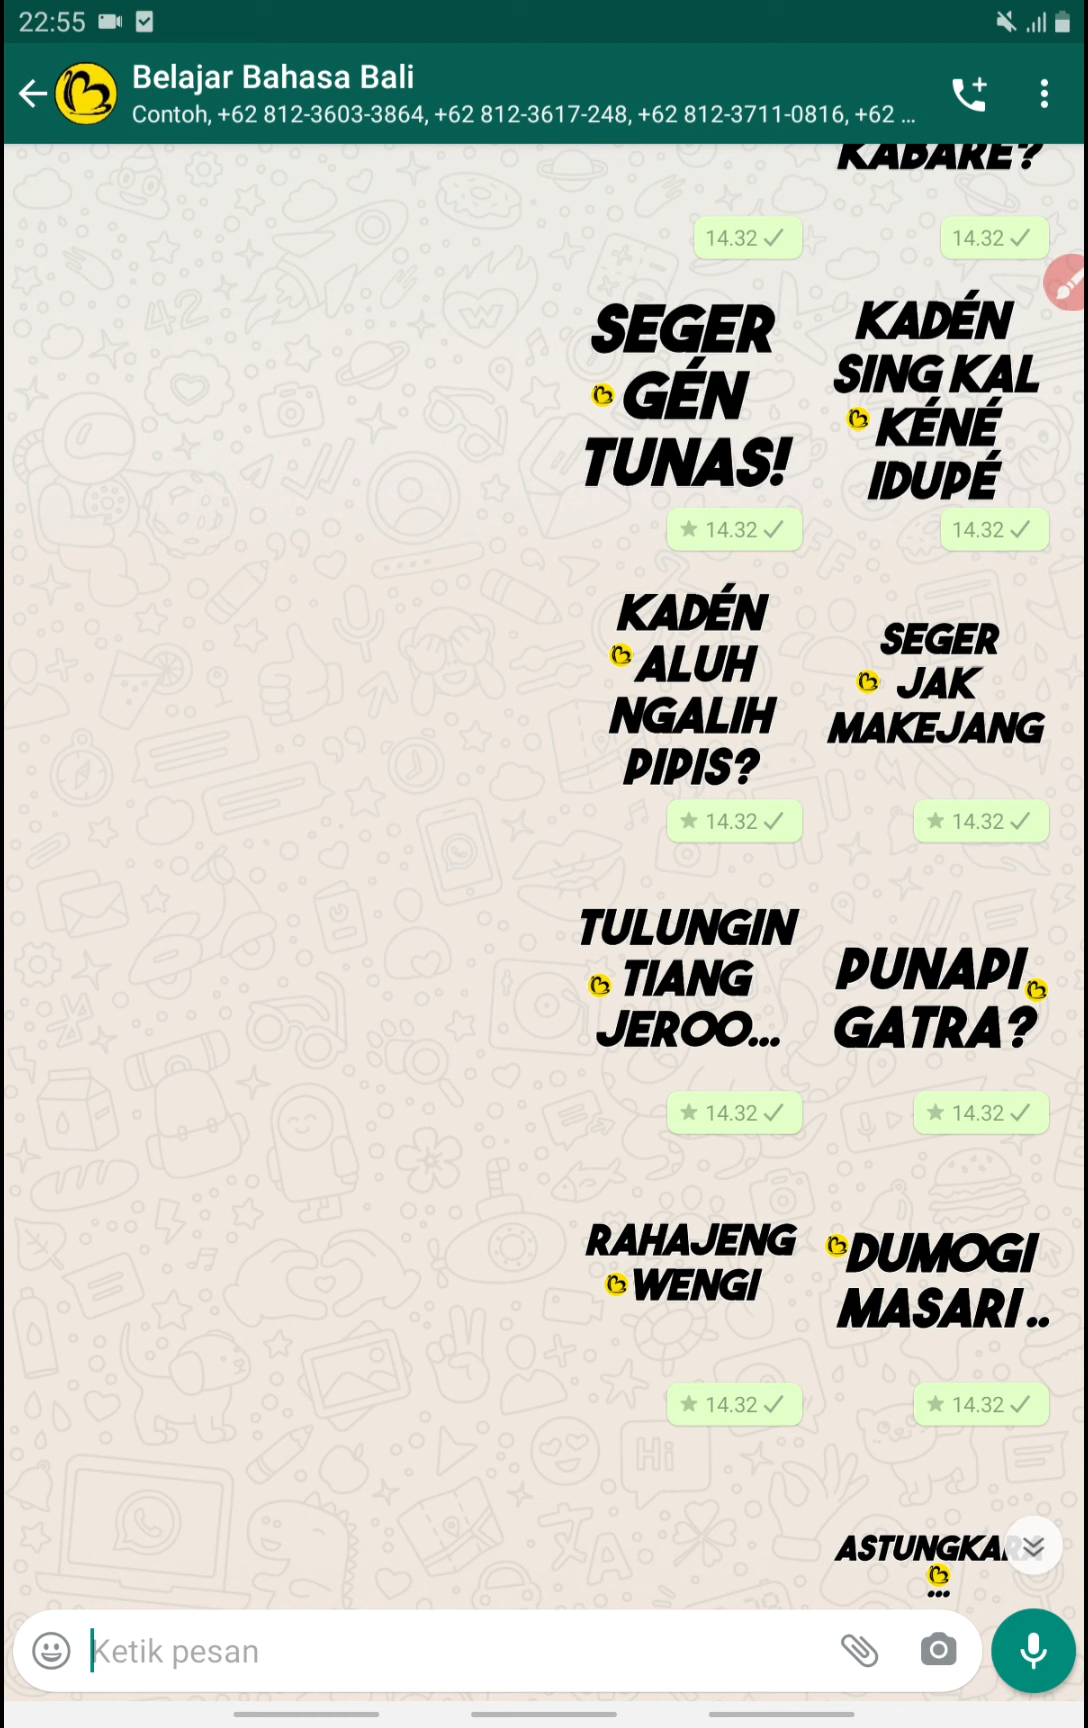 22:55
Belajar Bahasa Bali
Contoh, +62 812-3603-3864, +62 812-3617-248, +62 812-3711-0816, +62 ...
KABARE?
14.32
14.32
SEGER
GÉN
TUNAS!
14.32
KADÉN
SING KAL
KÉNÉ
IDUPÉ
14.32
KADÉN
ALUH
NGALIH
PIPIS?
14.32
SEGER
JAK
MAKEJANG
14.32
TULUNGIN
TIANG
JEROO...
14.32
PUNAPI
GATRA?
14.32
RAHAJENG
WENGI
14.32
DUMOGI
MASARI..
14.32
ASTUNGKARA
...
Ketik pesan